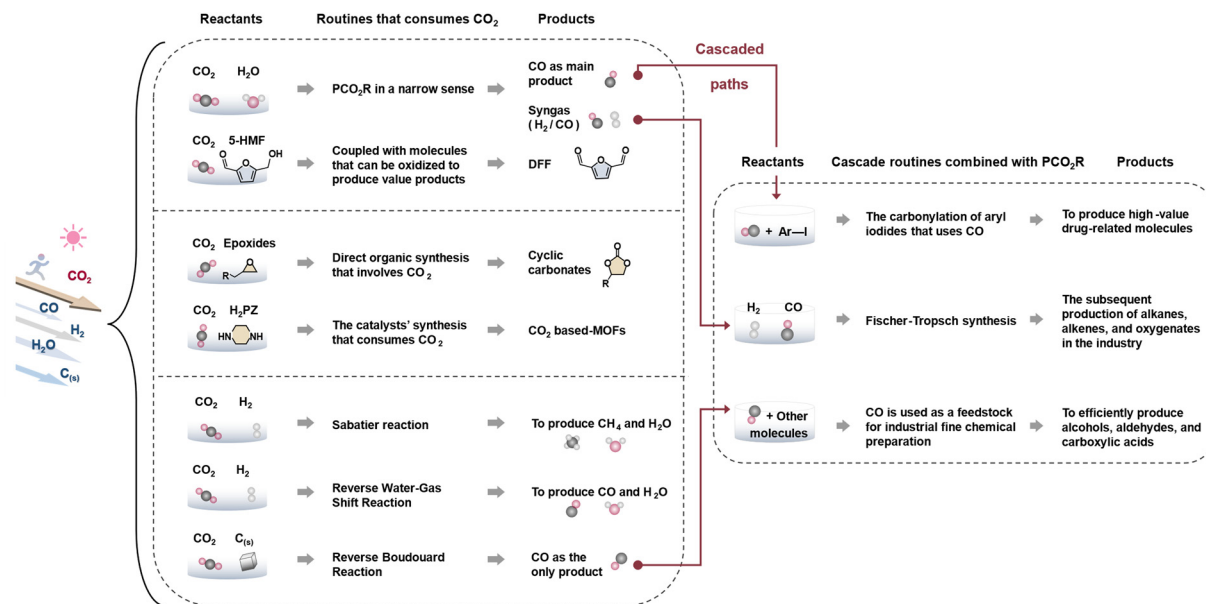 Reactants
Routines that consumes CO₂
Products
CO₂ H₂O
PCO₂R in a narrow sense
CO as main
product
Syngas
( H₂ / CO )
CO₂ 5-HMF
O
O
OH
Coupled with molecules
that can be oxidized to
produce value products
DFF
O
O
O
CO₂ Epoxides
O
R
Direct organic synthesis
that involves CO₂
Cyclic
carbonates
O
O
O
R
CO₂ H₂PZ
HN NH
The catalysts' synthesis
that consumes CO₂
CO₂ based-MOFs
CO₂ H₂
Sabatier reaction
To produce CH₄ and H₂O
CO₂ H₂
Reverse Water-Gas
Shift Reaction
To produce CO and H₂O
CO₂ C₍ₛ₎
Reverse Boudouard
Reaction
CO as the
only product
CO₂
CO
H₂
H₂O
C₍ₛ₎
Cascaded
paths
Reactants
Cascade routines combined with PCO₂R
Products
+ Ar—I
The carbonylation of aryl
iodides that uses CO
To produce high-value
drug-related molecules
H₂ CO
Fischer-Tropsch synthesis
The subsequent
production of alkanes,
alkenes, and oxygenates
in the industry
+ Other
molecules
CO is used as a feedstock
for industrial fine chemical
preparation
To efficiently produce
alcohols, aldehydes, and
carboxylic acids